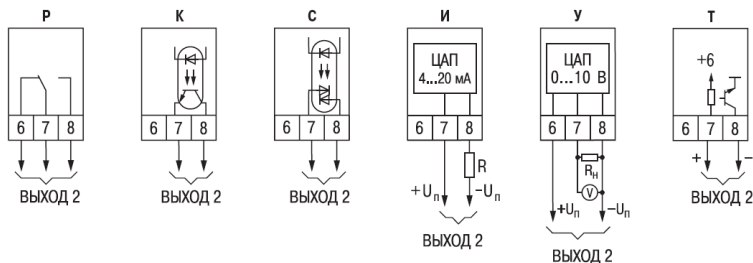 Р К С И У Т
ЦАП
4...20 мА
ЦАП
0...10 В
+6
6 7 8
6 7 8
6 7 8
6 7 8
6 7 8
6 7 8
R
Rн
V
+ −
+Uп −Uп
+Uп −Uп
ВЫХОД 2
ВЫХОД 2
ВЫХОД 2
ВЫХОД 2
ВЫХОД 2
ВЫХОД 2